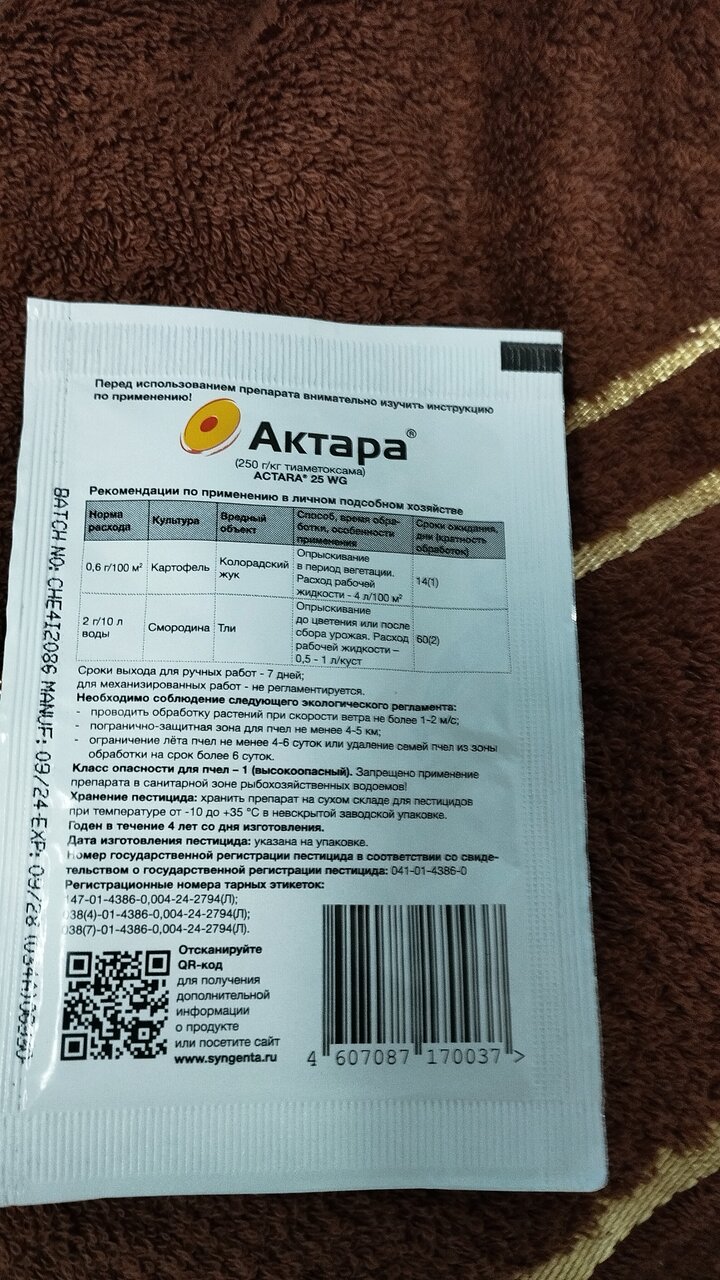 Перед использованием препарата внимательно изучить инструкцию
по применению!
Актара®
(250 г/кг тиаметоксама)
ACTARA® 25 WG
Рекомендации по применению в личном подсобном хозяйстве
Норма расхода
Культура
Вредный объект
Способ, время обра-
ботки, особенности
применения
Сроки ожидания,
дни (кратность
обработок)
0,6 г/100 м²
Картофель
Колорадский
жук
Опрыскивание
в период вегетации.
Расход рабочей
жидкости - 4 л/100 м²
14(1)
2 г/10 л
воды
Смородина
Тли
Опрыскивание
до цветения или после
сбора урожая. Расход
рабочей жидкости –
0,5 - 1 л/куст
60(2)
Сроки выхода для ручных работ - 7 дней;
для механизированных работ - не регламентируется.
Необходимо соблюдение следующего экологического регламента:
- проводить обработку растений при скорости ветра не более 1-2 м/с;
- погранично-защитная зона для пчел не менее 4-5 км;
- ограничение лёта пчел не менее 4-6 суток или удаление семей пчел из зоны
обработки на срок более 6 суток.
Класс опасности для пчел – 1 (высокоопасный). Запрещено применение
препарата в санитарной зоне рыбохозяйственных водоемов!
Хранение пестицида: хранить препарат на сухом складе для пестицидов
при температуре от -10 до +35 °С в невскрытой заводской упаковке.
Годен в течение 4 лет со дня изготовления.
Дата изготовления пестицида: указана на упаковке.
Номер государственной регистрации пестицида в соответствии со свиде-
тельством о государственной регистрации пестицида: 041-01-4386-0
Регистрационные номера тарных этикеток:
147-01-4386-0,004-24-2794(Л);
038(4)-01-4386-0,004-24-2794(Л);
038(7)-01-4386-0,004-24-2794(Л).
Отсканируйте
QR-код
для получения
дополнительной
информации
о продукте
или посетите сайт
www.syngenta.ru
4 607087 170037 >
BATCH NO: CHE4I2086 MANUF: 09/24 EXP: 09/28